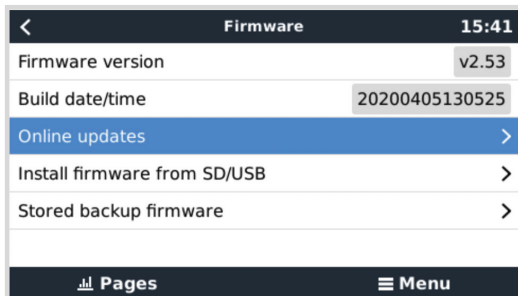 Firmware 15:41
Firmware version v2.53
Build date/time 20200405130525
Online updates
Install firmware from SD/USB
Stored backup firmware
Pages Menu